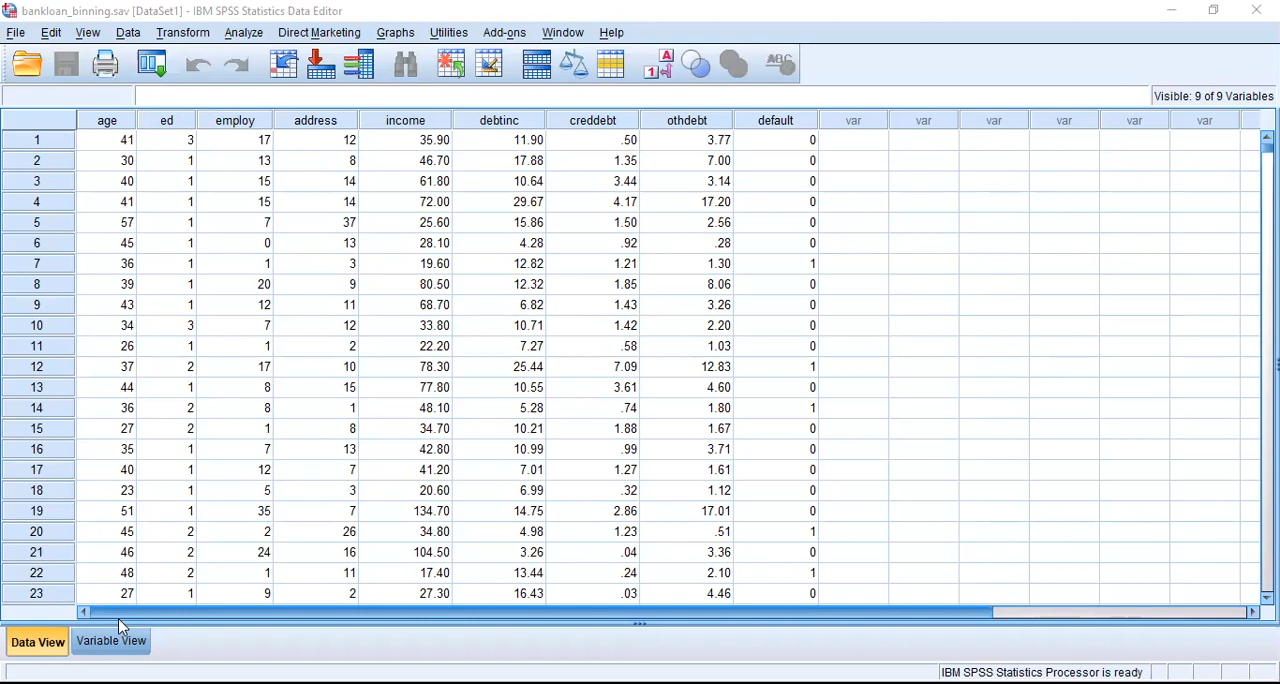 bankloan_binning.sav [DataSet1] - IBM SPSS Statistics Data Editor
File Edit View Data Transform Analyze Direct Marketing Graphs Utilities Add-ons Window Help
1 A ABC
Visible: 9 of 9 Variables
age ed employ address income debtinc creddebt othdebt default var var var var var var
1 41 3 17 12 35.90 11.90 .50 3.77 0
2 30 1 13 8 46.70 17.88 1.35 7.00 0
3 40 1 15 14 61.80 10.64 3.44 3.14 0
4 41 1 15 14 72.00 29.67 4.17 17.20 0
5 57 1 7 37 25.60 15.86 1.50 2.56 0
6 45 1 0 13 28.10 4.28 .92 .28 0
7 36 1 1 3 19.60 12.82 1.21 1.30 1
8 39 1 20 9 80.50 12.32 1.85 8.06 0
9 43 1 12 11 68.70 6.82 1.43 3.26 0
10 34 3 7 12 33.80 10.71 1.42 2.20 0
11 26 1 1 2 22.20 7.27 .58 1.03 0
12 37 2 17 10 78.30 25.44 7.09 12.83 1
13 44 1 8 15 77.80 10.55 3.61 4.60 0
14 36 2 8 1 48.10 5.28 .74 1.80 1
15 27 2 1 8 34.70 10.21 1.88 1.67 0
16 35 1 7 13 42.80 10.99 .99 3.71 0
17 40 1 12 7 41.20 7.01 1.27 1.61 0
18 23 1 5 3 20.60 6.99 .32 1.12 0
19 51 1 35 7 134.70 14.75 2.86 17.01 0
20 45 2 2 26 34.80 4.98 1.23 .51 1
21 46 2 24 16 104.50 3.26 .04 3.36 0
22 48 2 1 11 17.40 13.44 .24 2.10 1
23 27 1 9 2 27.30 16.43 .03 4.46 0
Data View Variable View
IBM SPSS Statistics Processor is ready